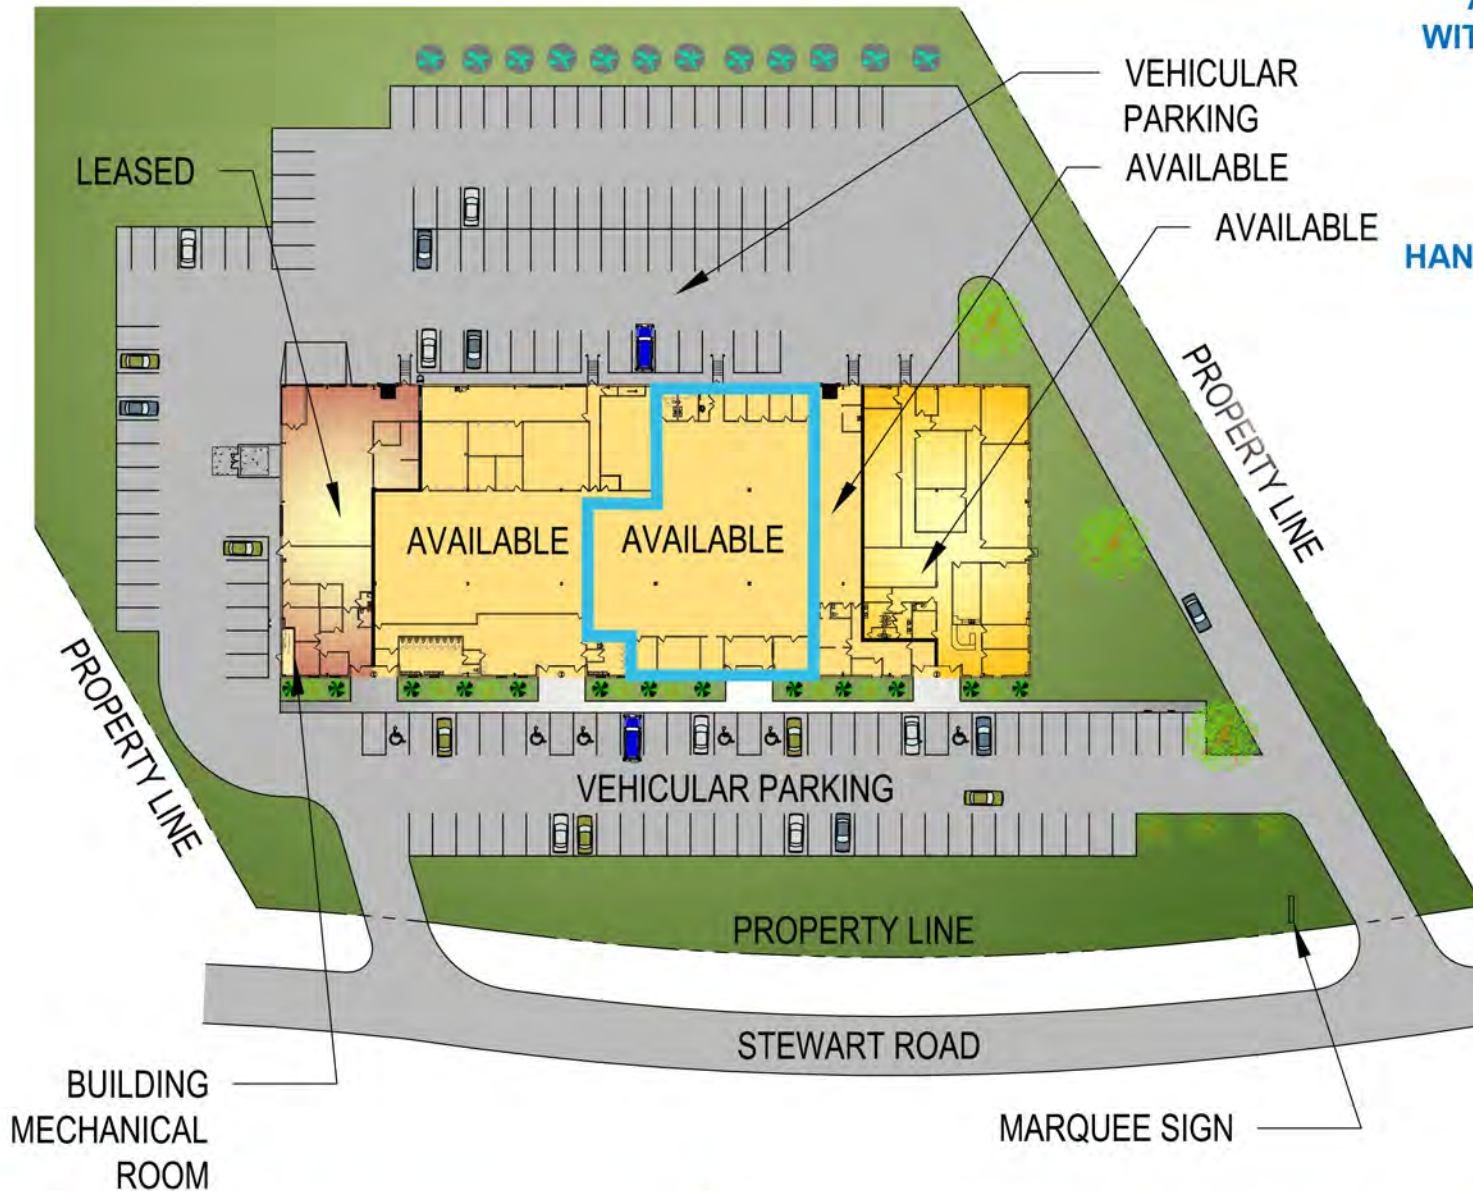 WIT
VEHICULAR
PARKING
LEASED
AVAILABLE
AVAILABLE
HAN
PROPERTY LINE
AVAILABLE
AVAILABLE
PROPERTY LINE
VEHICULAR PARKING
PROPERTY LINE
STEWART ROAD
BUILDING
MECHANICAL
ROOM
MARQUEE SIGN